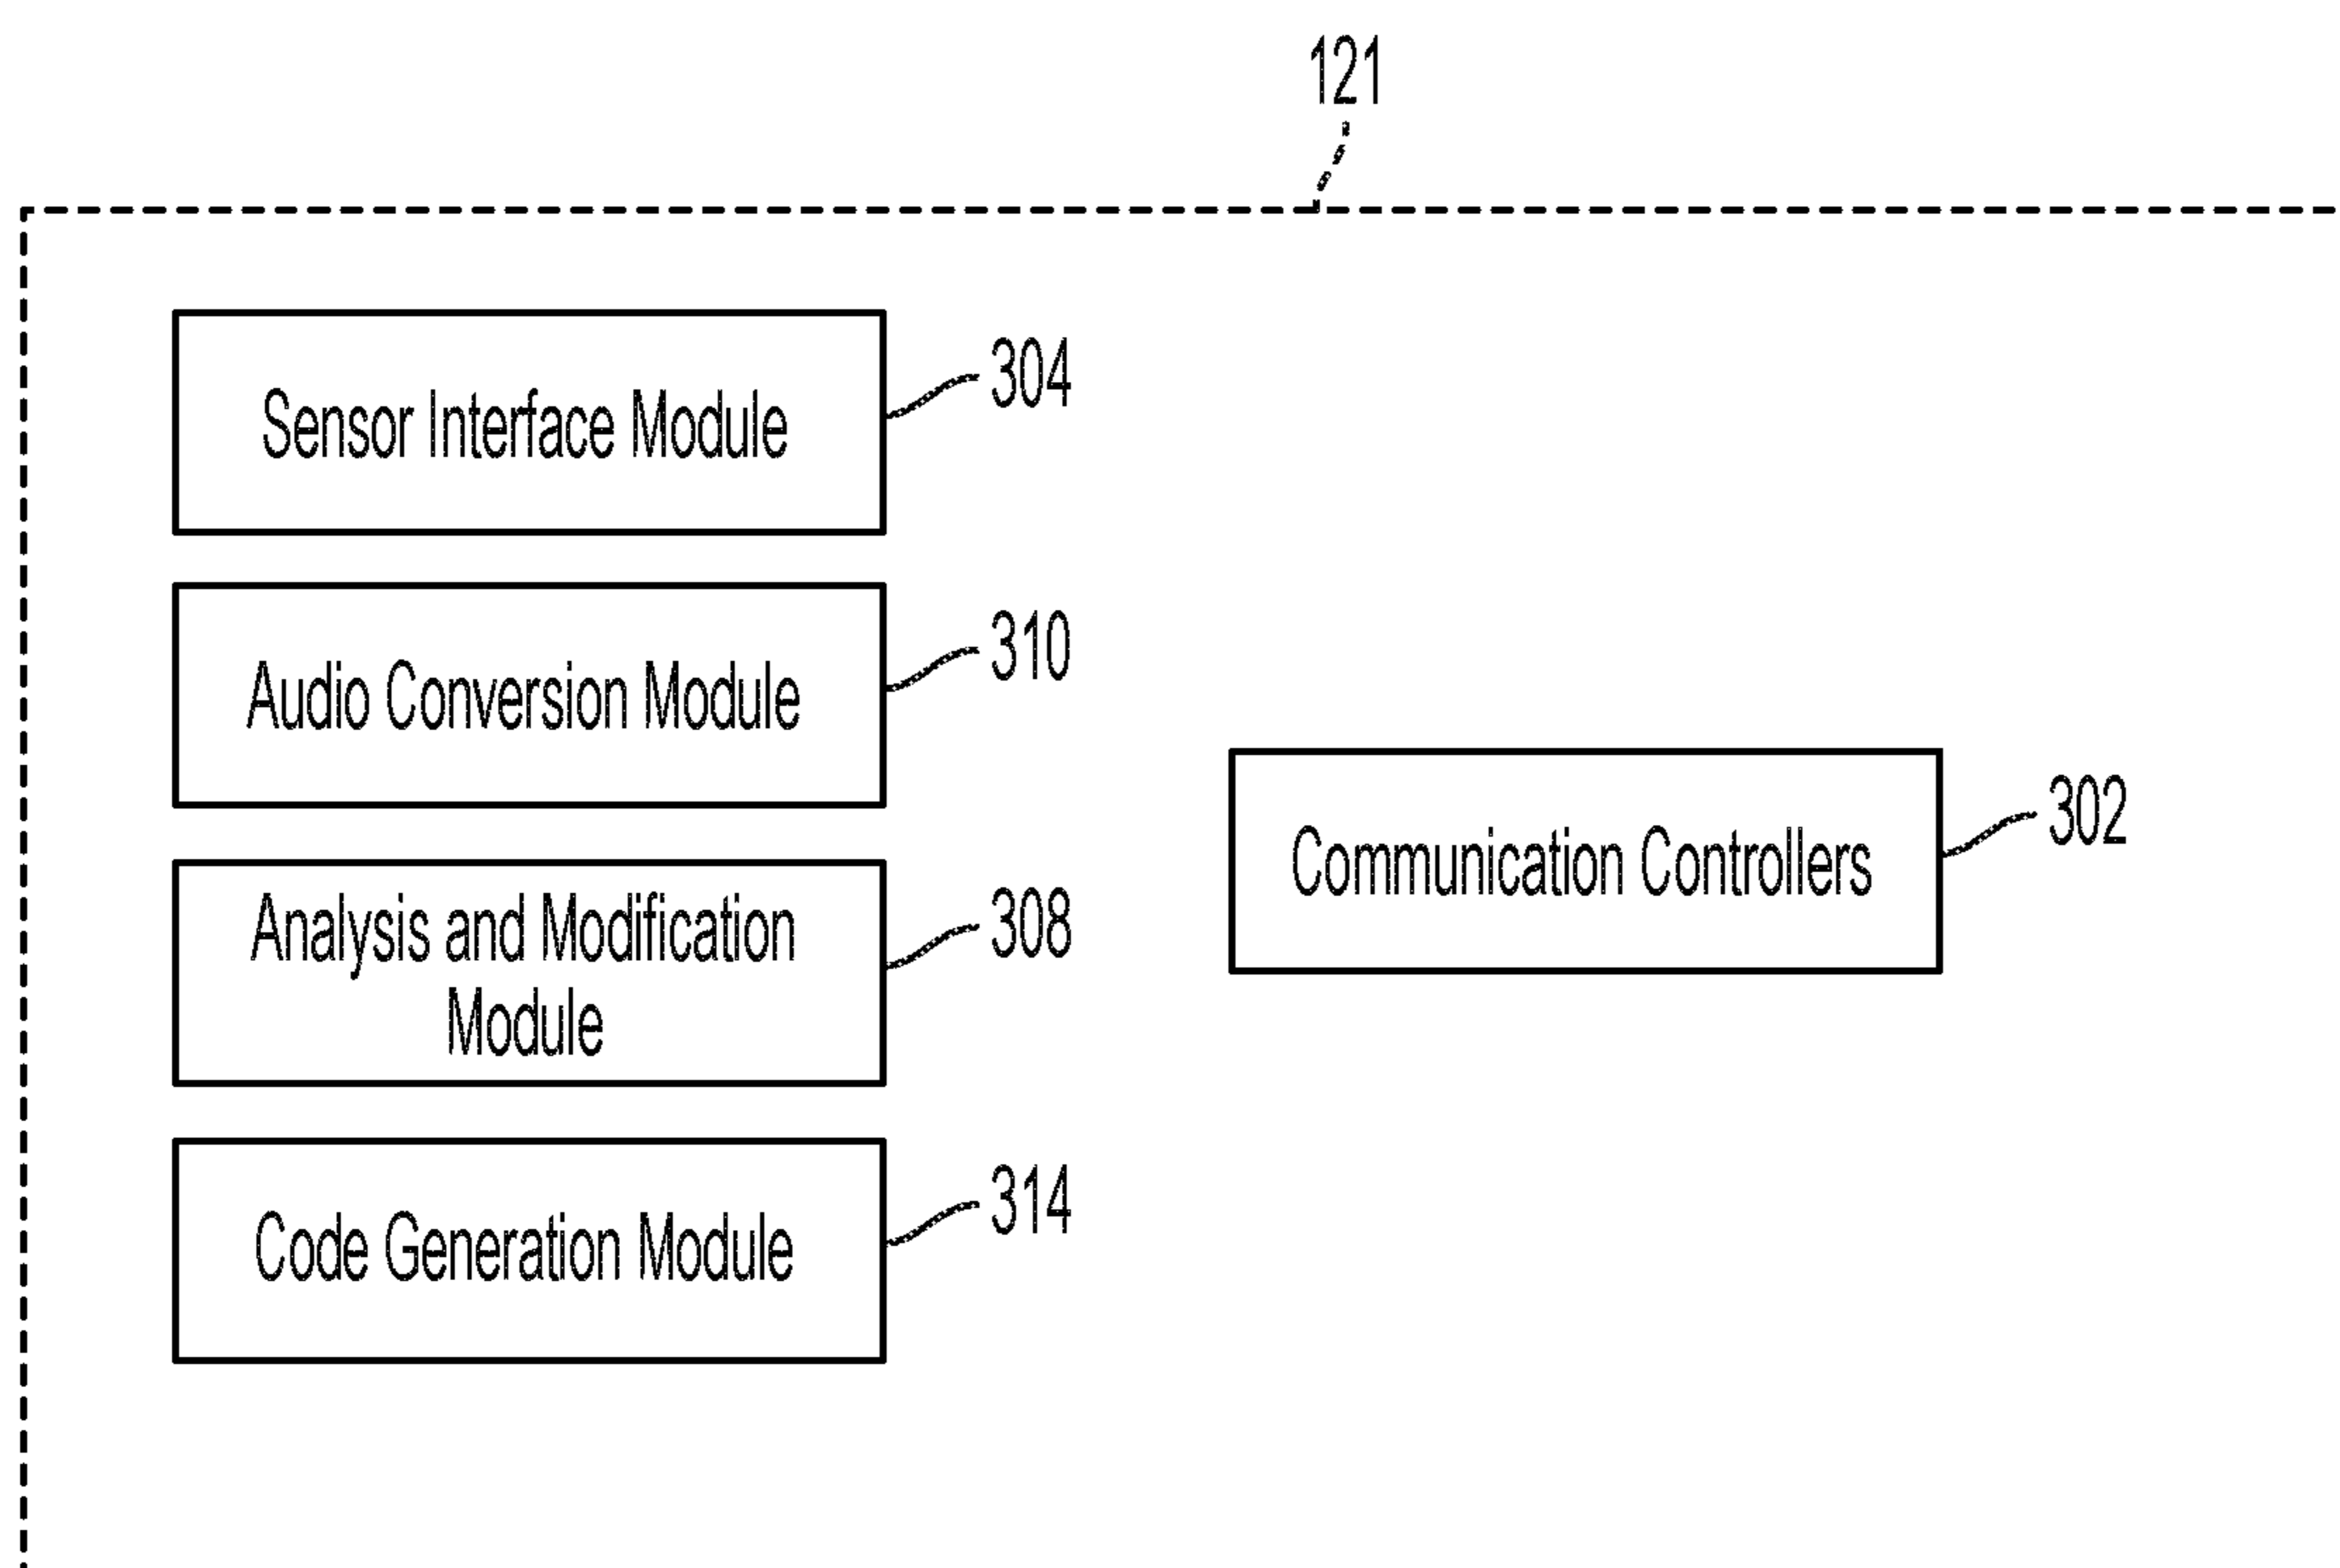 121
Sensor Interface Module
304
Audio Conversion Module
310
Analysis and Modification
Module
308
Communication Controllers
302
Code Generation Module
314